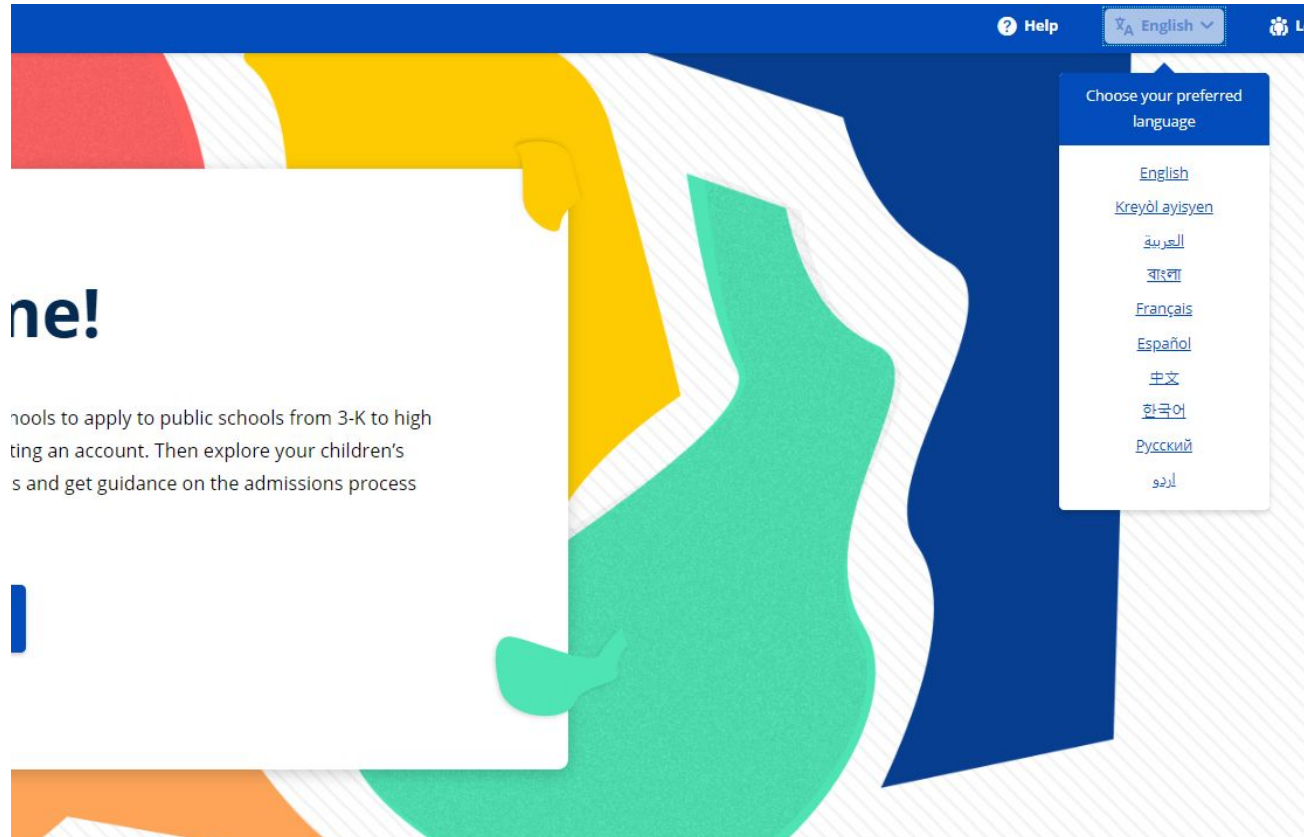 Help
English
Choose your preferred
language
English
Kreyòl ayisyen
العربية
বাংলা
Français
Español
中文
한국어
Русский
اردو
ne!
hools to apply to public schools from 3-K to high
ting an account. Then explore your children's
s and get guidance on the admissions process